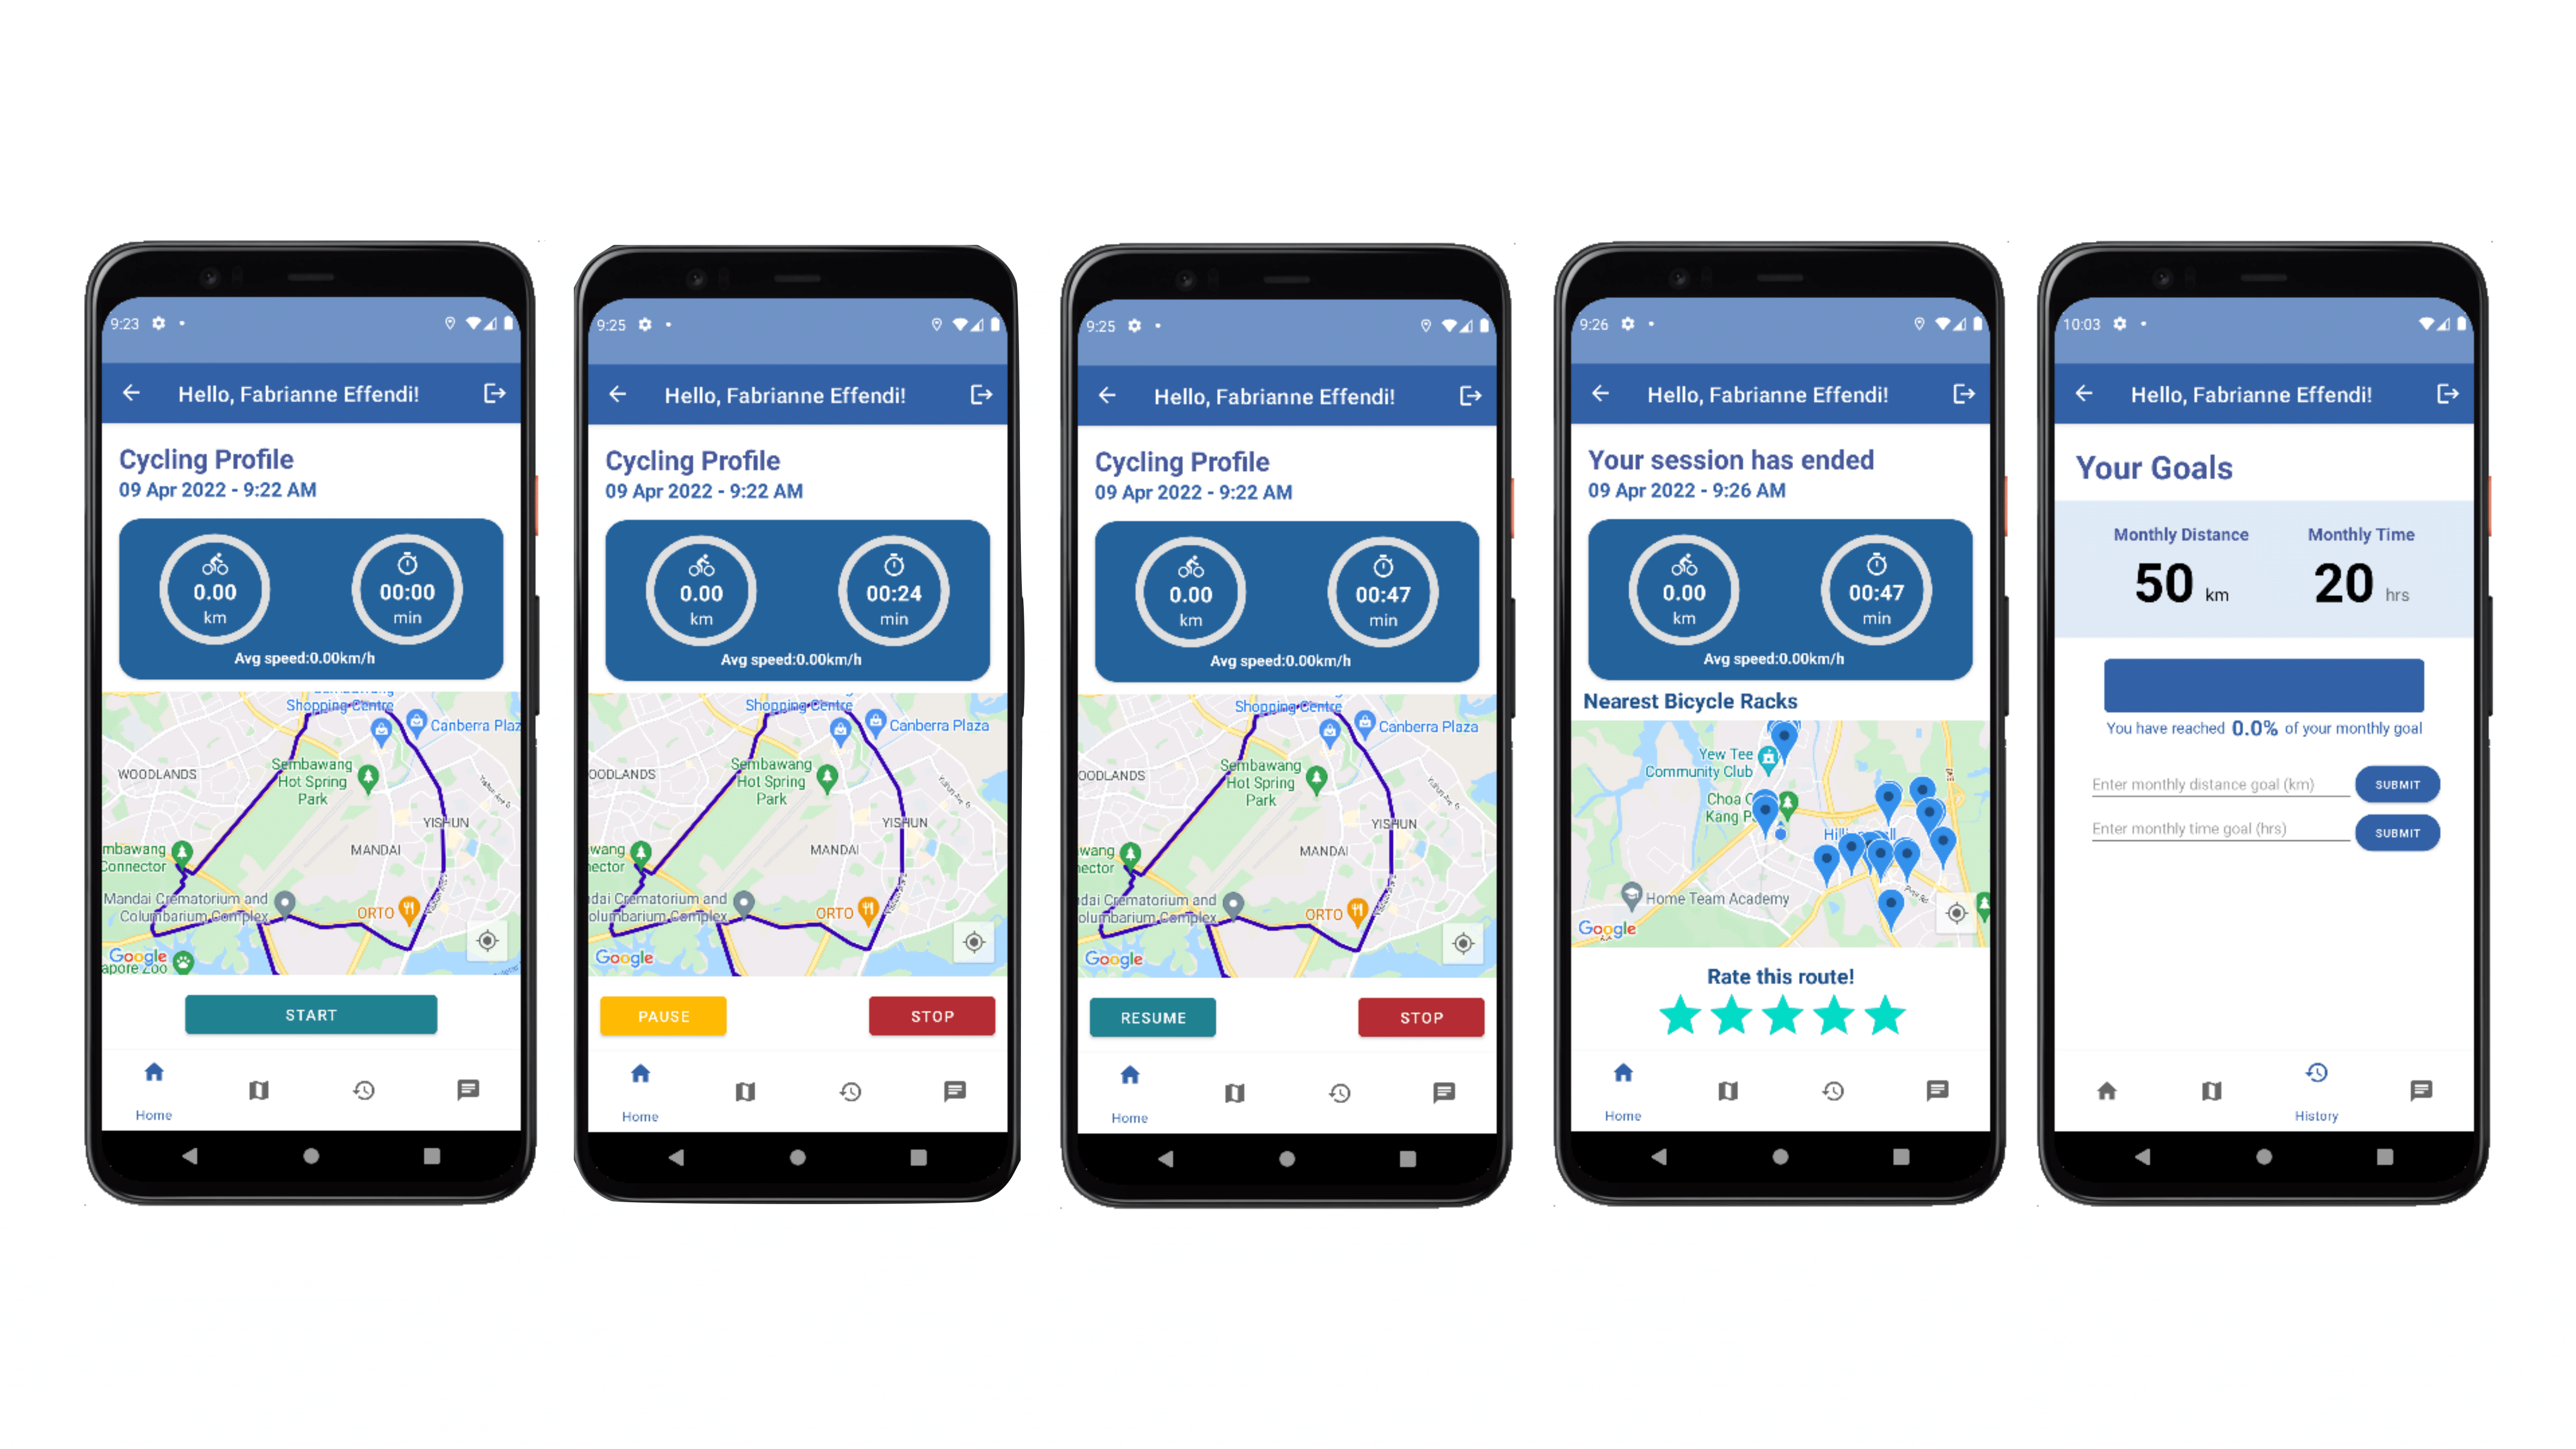 9:23
Hello, Fabrianne Effendi!
Cycling Profile
09 Apr 2022 - 9:22 AM
0.00
km
00:00
min
Avg speed:0.00km/h
Shopping Centre
Canberra Plaz
WOODLANDS
Sembawang
Hot Spring
Park
YISHUN
MANDAI
mbawang
Connector
Mandai Crematorium and
Columbarium Complex
ORTO
Google
apore Zoo
START
Home
9:25
Hello, Fabrianne Effendi!
Cycling Profile
09 Apr 2022 - 9:22 AM
0.00
km
00:24
min
Avg speed:0.00km/h
Shopping Centre
Canberra Plaza
OODLANDS
Sembawang
Hot Spring
Park
YISHUN
MANDAI
wang
nector
dai Crematorium and
olumbarium Complex
ORTO
Google
PAUSE
STOP
Home
9:25
Hello, Fabrianne Effendi!
Cycling Profile
09 Apr 2022 - 9:22 AM
0.00
km
00:47
min
Avg speed:0.00km/h
Shopping Centre
Canberra Plaza
OODLANDS
Sembawang
Hot Spring
Park
YISHUN
MANDAI
wang
nector
dai Crematorium and
olumbarium Complex
ORTO
Google
RESUME
STOP
Home
9:26
Hello, Fabrianne Effendi!
Your session has ended
09 Apr 2022 - 9:26 AM
0.00
km
00:47
min
Avg speed:0.00km/h
Nearest Bicycle Racks
Yew Tee
Community Club
Choa
Kang
Home Team Academy
Google
Rate this route!
Home
10:03
Hello, Fabrianne Effendi!
Your Goals
Monthly Distance
50 km
Monthly Time
20 hrs
You have reached 0.0% of your monthly goal
Enter monthly distance goal (km)
SUBMIT
Enter monthly time goal (hrs)
SUBMIT
History